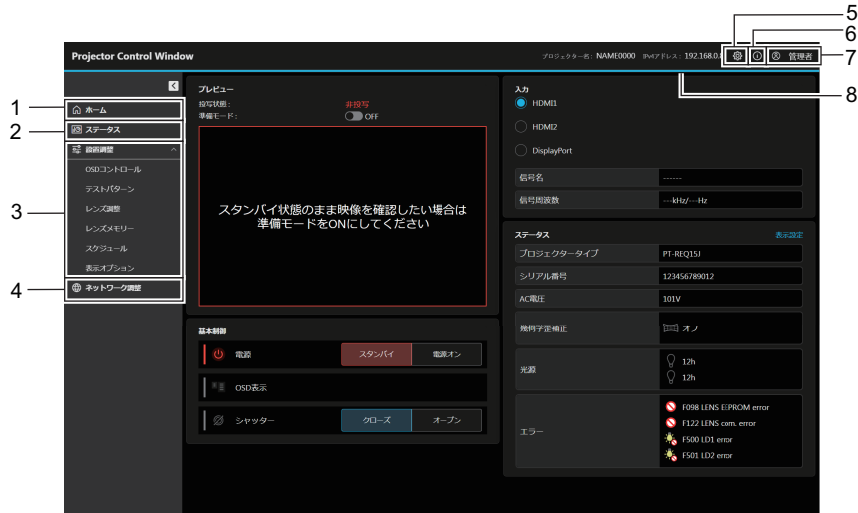 5
6
7
8
1
2
3
4
Projector Control Window
プロジェクター名: NAME0000 IPv4アドレス: 192.168.0.
管理者
ホーム
ステータス
設置調整
OSDコントロール
テストパターン
レンズ調整
レンズメモリー
スケジュール
表示オプション
ネットワーク調整
プレビュー
投写状態: 非投写
準備モード: OFF
スタンバイ状態のまま映像を確認したい場合は
準備モードをONにしてください
基本制御
電源 スタンバイ 電源オン
OSD表示
シャッター クローズ オープン
入力
HDMI1
HDMI2
DisplayPort
信号名 ------
信号周波数 ---kHz/---Hz
ステータス 表示設定
プロジェクタータイプ PT-REQ15J
シリアル番号 123456789012
AC電圧 101V
幾何学歪補正 オフ
光源 12h
12h
エラー
F098 LENS EEPROM error
F122 LENS com. error
F500 LD1 error
F501 LD2 error